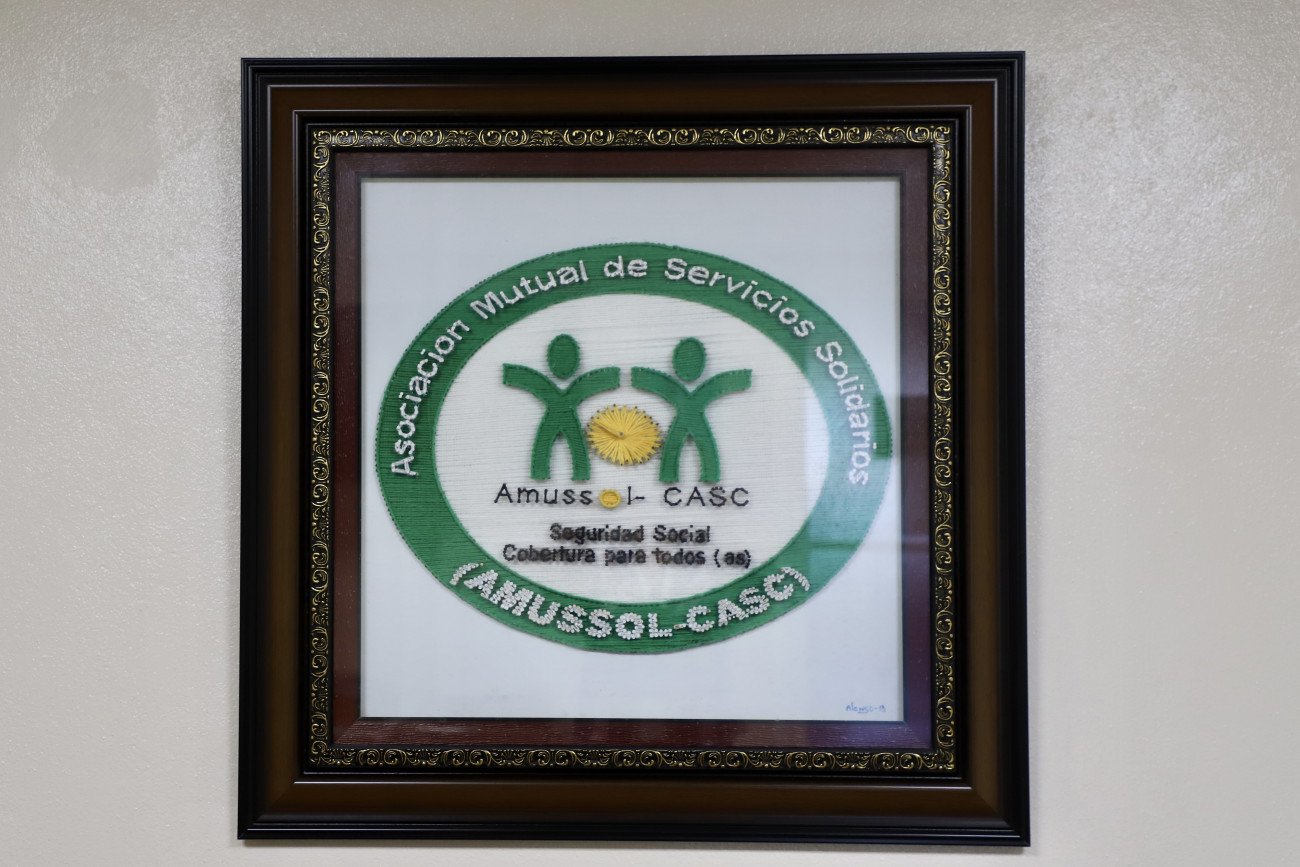 Asociacion Mutual de Servicios Solidarios
Amussol- CASC
Seguridad Social
Cobertura para todos (as)
(AMUSSOL-CASC)